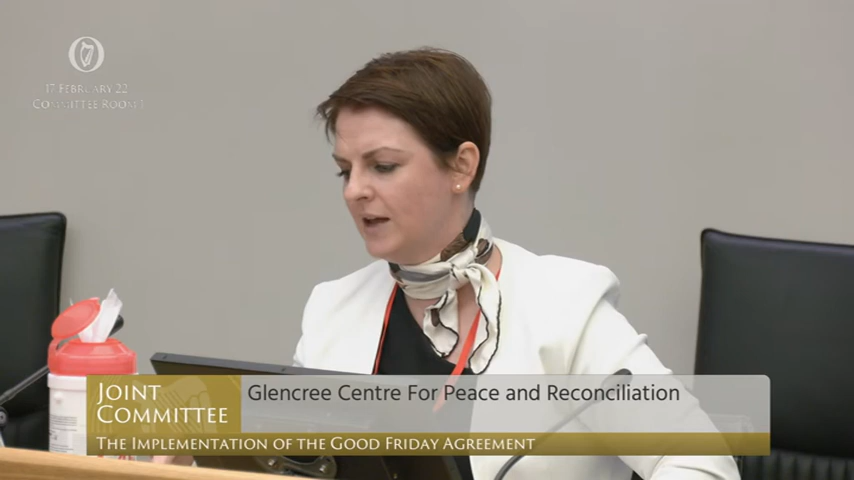 17 February 22
Committee Room 1
Joint
Committee
Glencree Centre For Peace and Reconciliation
The Implementation of the Good Friday Agreement